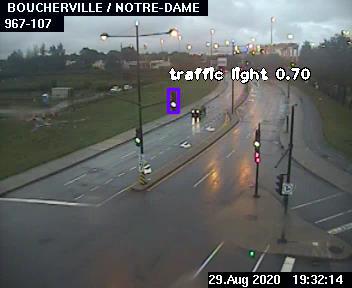 BOUCHERVILLE / NOTRE-DAME
967-107
traffic light 0.70
29.Aug 2020 19:32:14